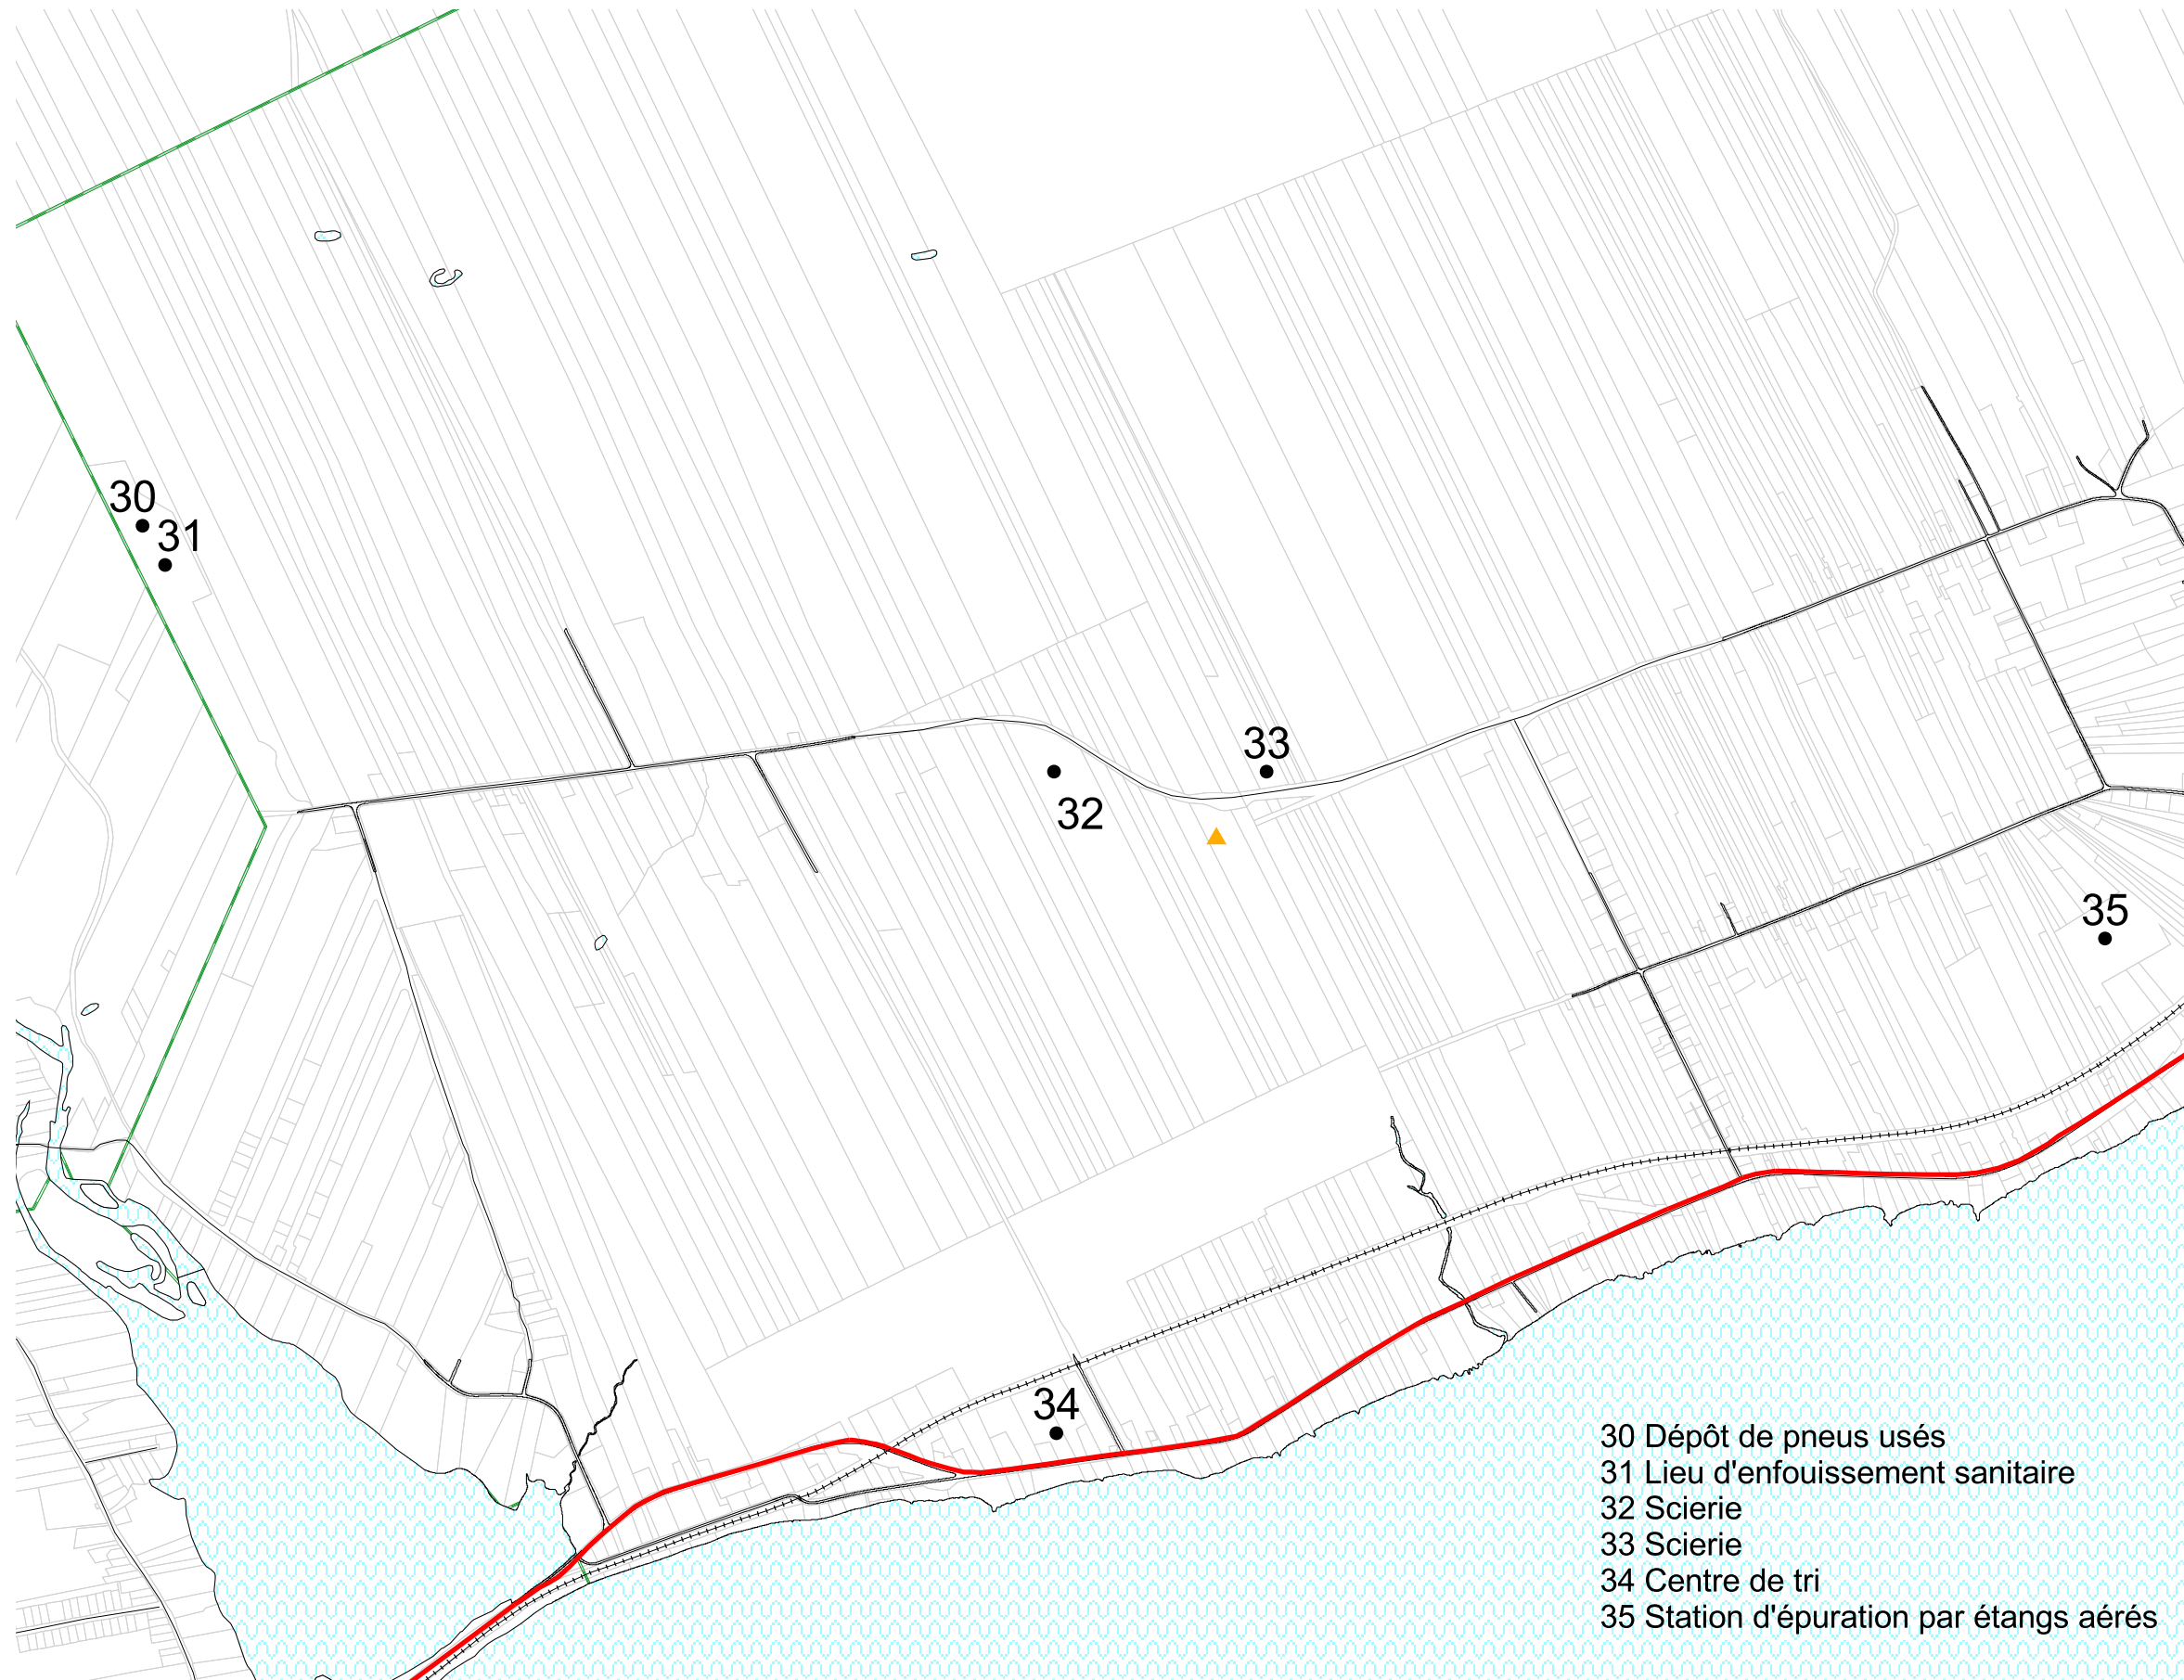 30
31
33
32
35
34
30 Dépôt de pneus usés
31 Lieu d'enfouissement sanitaire
32 Scierie
33 Scierie
34 Centre de tri
35 Station d'épuration par étangs aérés